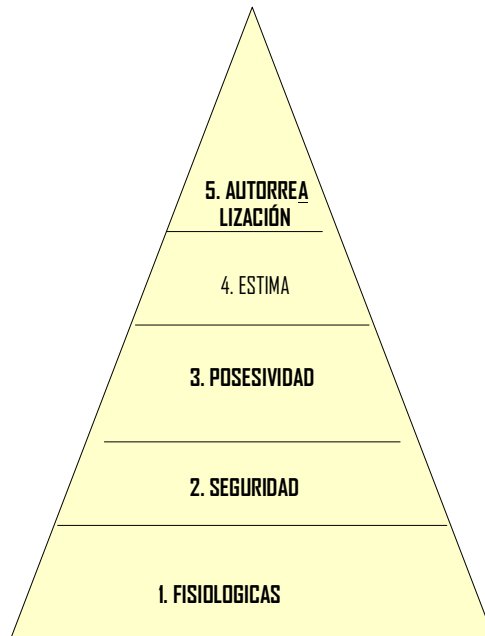 5. AUTORREA
LIZACIÓN
4. ESTIMA
3. POSESIVIDAD
2. SEGURIDAD
1. FISIOLOGICAS